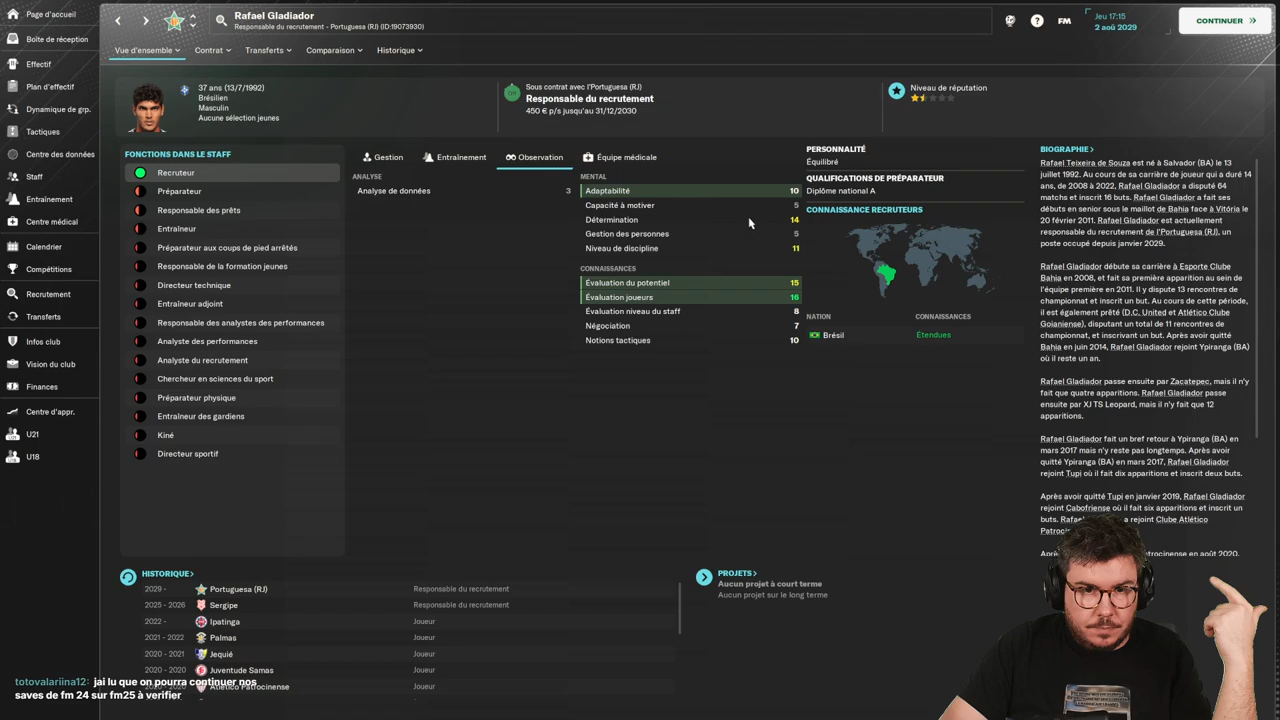 Page d'accueil
Boîte de réception
Effectif
Plan d'effectif
Dynamique de grp.
Tactiques
Centre des données
Staff
Entraînement
Centre médical
Calendrier
Compétitions
Recrutement
Transferts
Infos club
Vision du club
Finances
Centre d'appr.
U21
U18
Rafael Gladiador
Responsable du recrutement - Portuguesa (RJ) (ID:19073930)
FM
Jeu 17:15
2 août 2029
CONTINUER
Vue d'ensemble
Contrat
Transferts
Comparaison
Historique
37 ans (13/7/1992)
Brésilien
Masculin
Aucune sélection jeunes
Sous contrat avec l'Portuguesa (RJ)
Responsable du recrutement
450 € p/s jusqu'au 31/12/2030
Niveau de réputation
FONCTIONS DANS LE STAFF
Recruteur
Préparateur
Responsable des prêts
Entraîneur
Préparateur aux coups de pied arrêtés
Responsable de la formation jeunes
Directeur technique
Entraîneur adjoint
Responsable des analystes des performances
Analyste des performances
Analyste du recrutement
Chercheur en sciences du sport
Préparateur physique
Entraîneur des gardiens
Kiné
Directeur sportif
Gestion
Entraînement
Observation
Équipe médicale
ANALYSE
Analyse de données 3
MENTAL
Adaptabilité 10
Capacité à motiver 5
Détermination 14
Gestion des personnes 5
Niveau de discipline 11
CONNAISSANCES
Évaluation du potentiel 15
Évaluation joueurs 16
Évaluation niveau du staff 8
Négociation 7
Notions tactiques 10
PERSONNALITÉ
Équilibré
QUALIFICATIONS DE PRÉPARATEUR
Diplôme national A
CONNAISSANCE RECRUTEURS
NATION CONNAISSANCES
Brésil Étendues
BIOGRAPHIE
Rafael Teixeira de Souza est né à Salvador (BA) le 13
juillet 1992. Au cours de sa carrière de joueur qui a duré 14
ans, de 2008 à 2022, Rafael Gladiador a disputé 64
matchs et inscrit 16 buts. Rafael Gladiador a fait ses
débuts en senior sous le maillot de Bahia face à Vitória le
20 février 2011. Rafael Gladiador est actuellement
responsable du recrutement de l'Portuguesa (RJ), un
poste occupé depuis janvier 2029.
Rafael Gladiador débute sa carrière à Esporte Clube
Bahia en 2008, et fait sa première apparition au sein de
l'équipe première en 2011. Il y dispute 13 rencontres de
championnat et inscrit un but. Au cours de cette période,
il est également prêté (D.C. United et Atlético Clube
Goianiense), disputant un total de 11 rencontres de
championnat, et inscrivant un but. Après avoir quitté
Bahia en juin 2014, Rafael Gladiador rejoint Ypiranga (BA)
où il reste un an.
Rafael Gladiador passe ensuite par Zacatepec, mais il n'y
fait que quatre apparitions. Rafael Gladiador passe
ensuite par XJ TS Leopard, mais il n'y fait que 12
apparitions.
Rafael Gladiador fait un bref retour à Ypiranga (BA) en
mars 2017 mais n'y reste pas longtemps. Après avoir
quitté Ypiranga (BA) en mars 2017, Rafael Gladiador
rejoint Tupi où il fait dix apparitions et inscrit deux buts.
Après avoir quitté Tupi en janvier 2019, Rafael Gladiador
rejoint Cabofriense où il fait six apparitions et inscrit un
buts. a rejoint Clube Atlético
en août 2020.
HISTORIQUE
2029 - Portuguesa (RJ) Responsable du recrutement
2025 - 2026 Sergipe Responsable du recrutement
2022 - Ipatinga Joueur
2021 - 2022 Palmas Joueur
2020 - 2021 Jequié Joueur
2020 - 2021 Juventude Samas Joueur
Atlético Patrocinense Joueur
PROJETS
Aucun projet à court terme
Aucun projet sur le long terme
totovalariina12: jai lu que on pourra continuer nos
saves de fm 24 sur fm25 à verifier